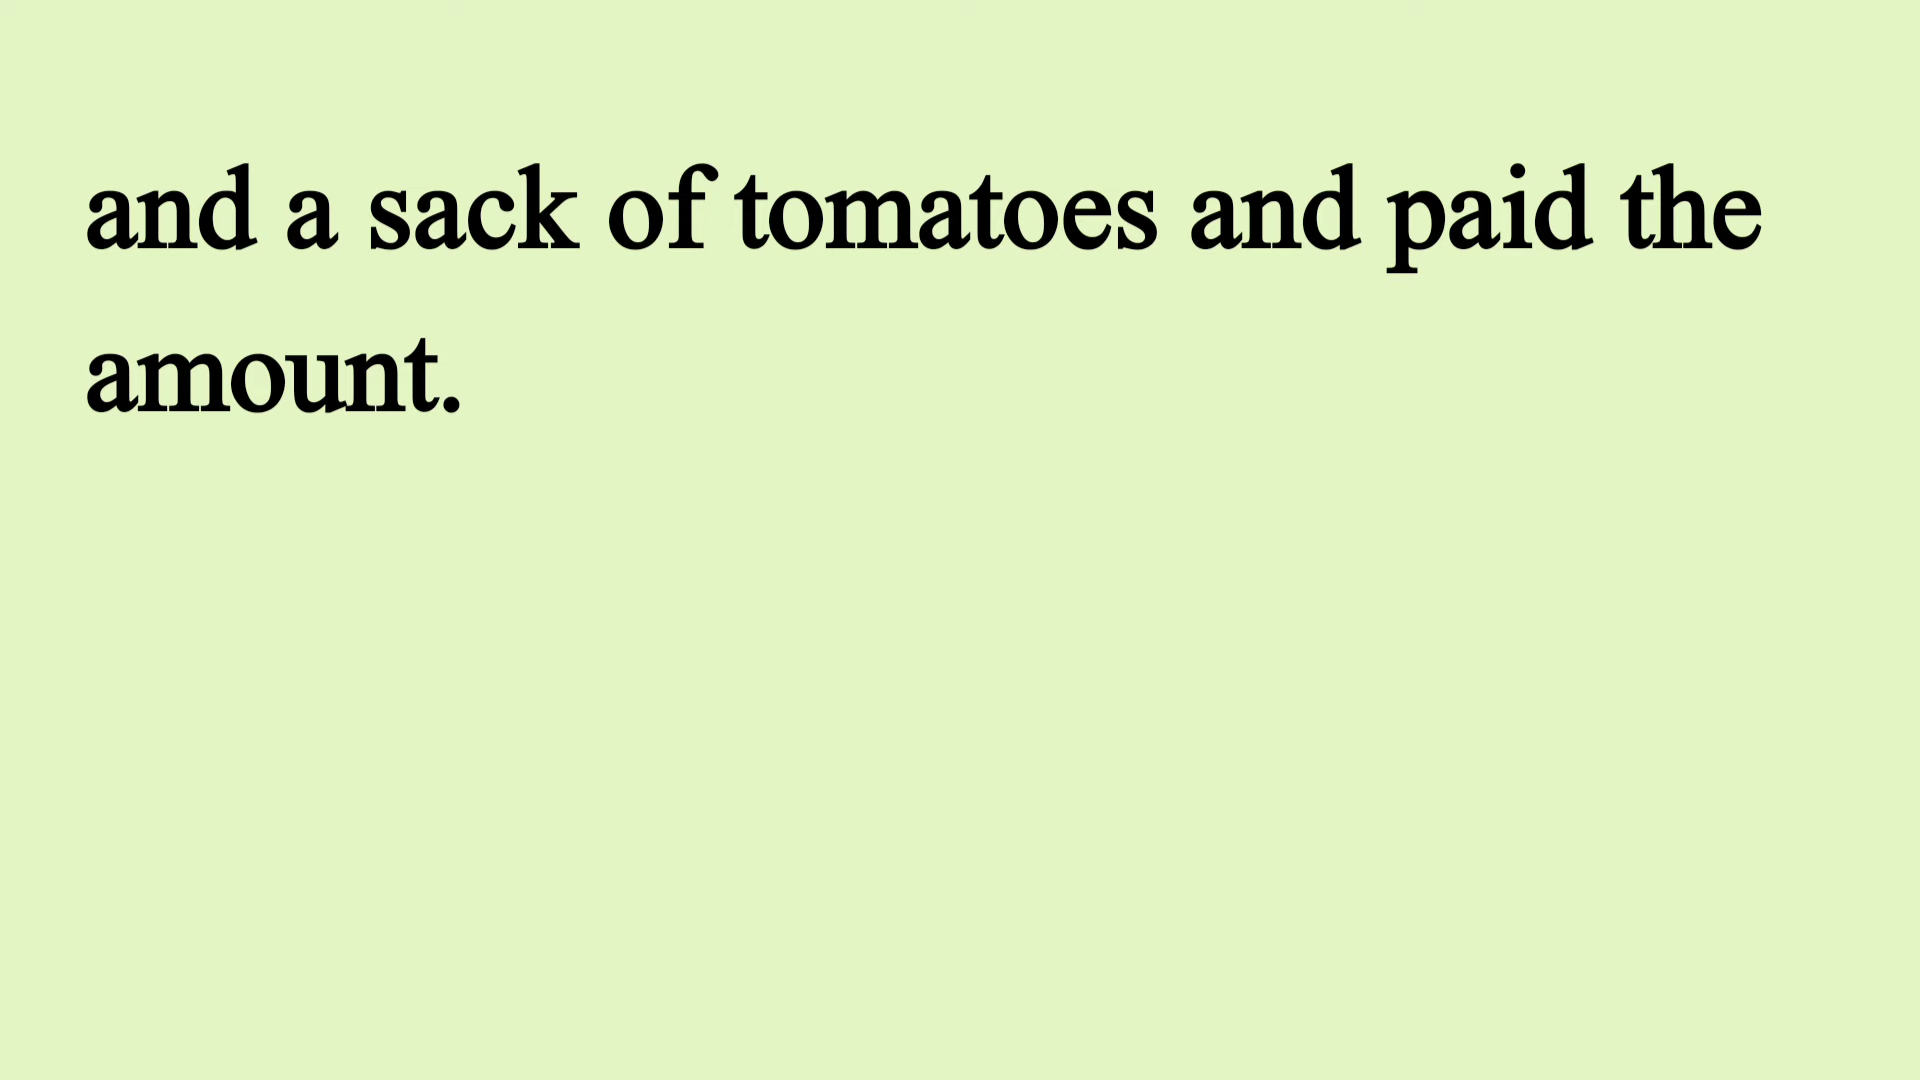 and a sack of tomatoes and paid the
amount.